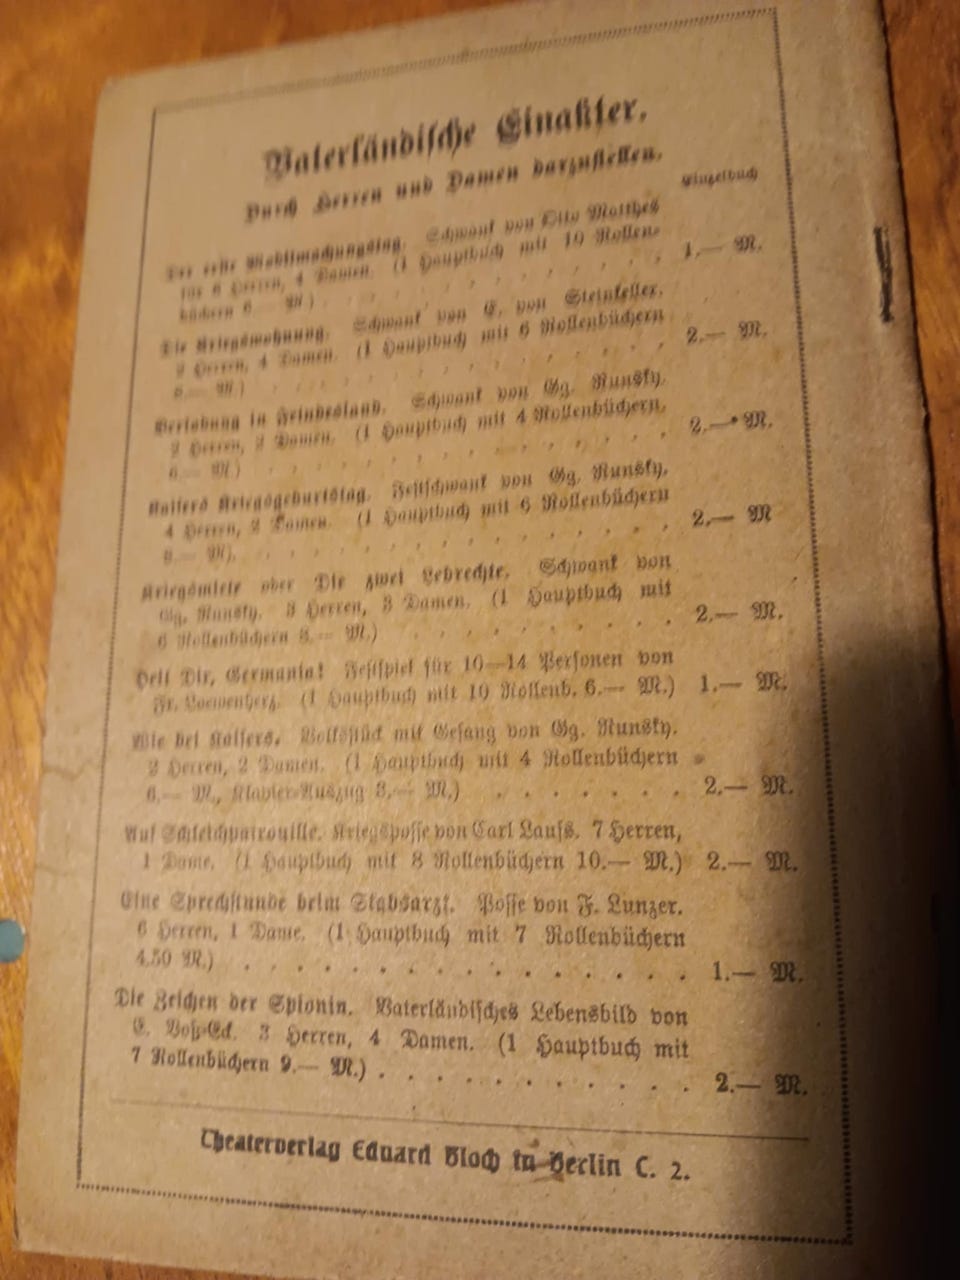 Vaterländische Einakter.
Durch Herren und Damen darzustellen.
Einzelbuch
Der erste Mobilmachungstag. Schwank von Otto Matthes
für 6 Herren, 4 Damen. (1 Hauptbuch mit 10 Rollen-
büchern 6.— M.) . . . . . . . . . . 1.— M.
Die Kriegswohnung. Schwank von E. von Steinkeller.
Herren, 4 Damen. (1 Hauptbuch mit 6 Rollenbüchern
M.) . . . . . . . . . . 2.— M.
Verlobung in Feindesland. Schwank von Gg. Runsky.
2 Herren, 2 Damen. (1 Hauptbuch mit 4 Rollenbüchern,
6.— M.) . . . . . . . . . . 2.— M.
Kaisers Kriegsgeburtstag. Festschwank von Gg. Runsky.
4 Herren, 2 Damen. (1 Hauptbuch mit 6 Rollenbüchern
8.— M). . . . . . . . . . . 2.— M
Kriegsmiete oder Die zwei Lebrechte. Schwank von
Gg. Runsky. 3 Herren, 3 Damen. (1 Hauptbuch mit
6 Rollenbüchern 8.— M.) . . . . . . . . 2.— M.
Heil Dir, Germania! Festspiel für 10—14 Personen von
Fr. Loewenberg. (1 Hauptbuch mit 10 Rollenb. 6.— M.) 1.— M.
Wie bei Kaisers. Volksstück mit Gesang von Gg. Runsky.
2 Herren, 2 Damen. (1 Hauptbuch mit 4 Rollenbüchern
6.— M., Klavier-Auszug 3.— M.) . . . . . . 2.— M.
Auf Schleichpatrouille. Kriegsposse von Carl Laufs. 7 Herren,
1 Dame. (1 Hauptbuch mit 8 Rollenbüchern 10.— M.) 2.— M.
Eine Sprechstunde beim Stabsarzt. Posse von F. Lunzer.
6 Herren, 1 Dame. (1 Hauptbuch mit 7 Rollenbüchern
4.50 M.) . . . . . . . . . . . . . . 1.— M.
Die Zeichen der Spionin. Vaterländisches Lebensbild von
E. Voß-Ed. 3 Herren, 4 Damen. (1 Hauptbuch mit
7 Rollenbüchern 9.— M.) . . . . . . . . . . 2.— M.
Theaterverlag Eduard Bloch in Berlin C. 2.